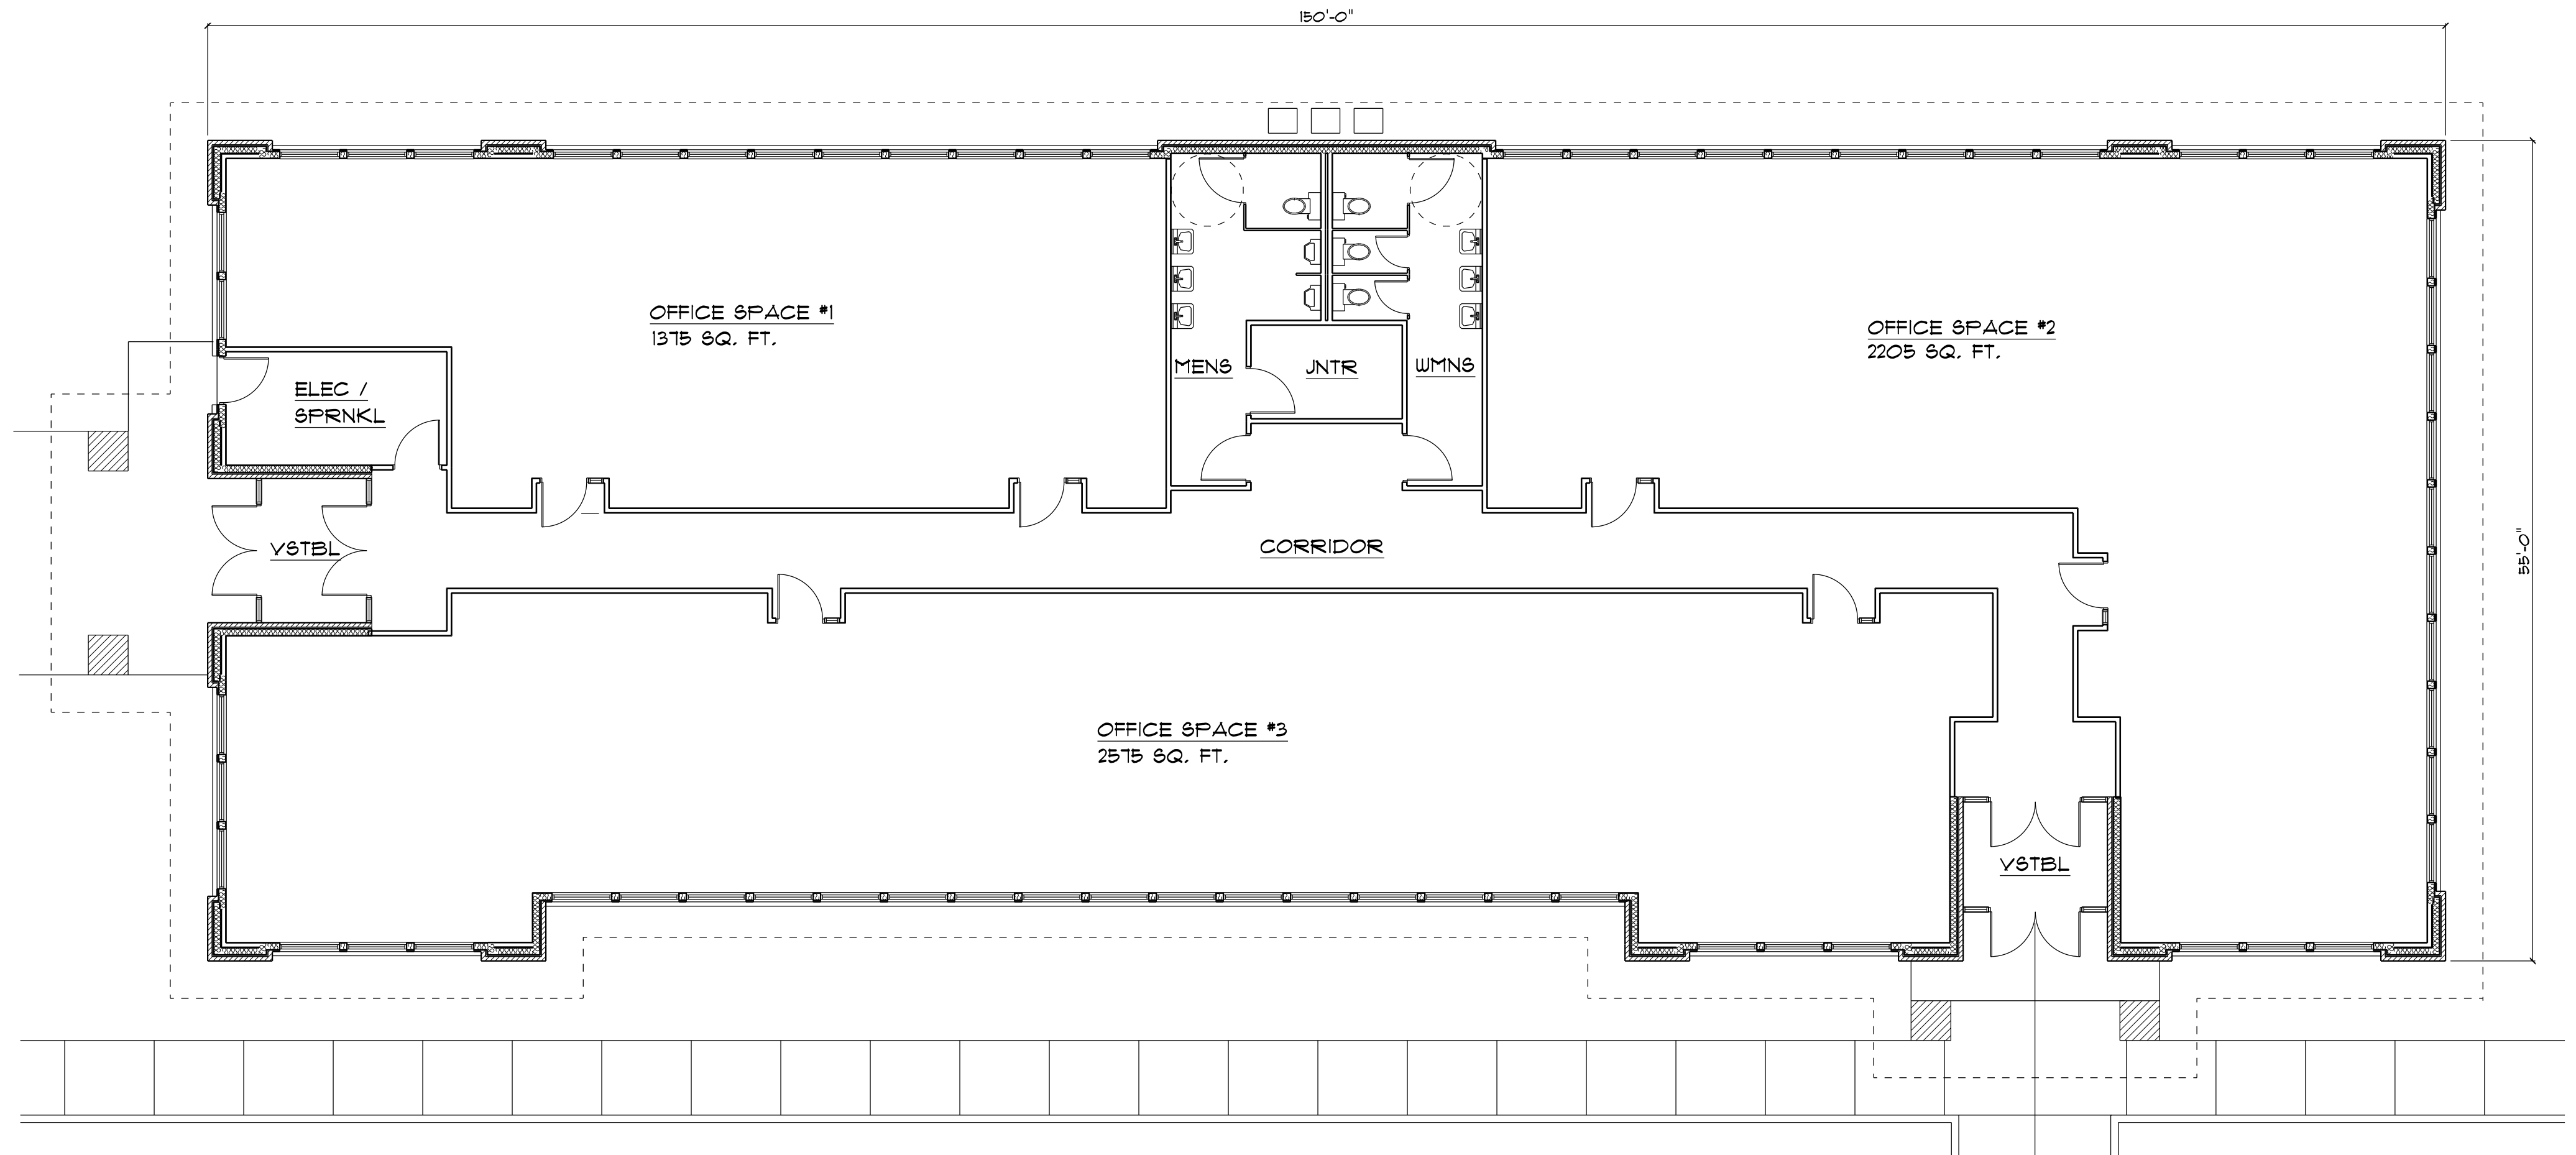 150'-0"
OFFICE SPACE #1
1375 SQ. FT.
OFFICE SPACE #2
2205 SQ. FT.
MENS
JNTR
WMNS
ELEC /
SPRNKL
VSTBL
CORRIDOR
55'-0"
OFFICE SPACE #3
2575 SQ. FT.
VSTBL